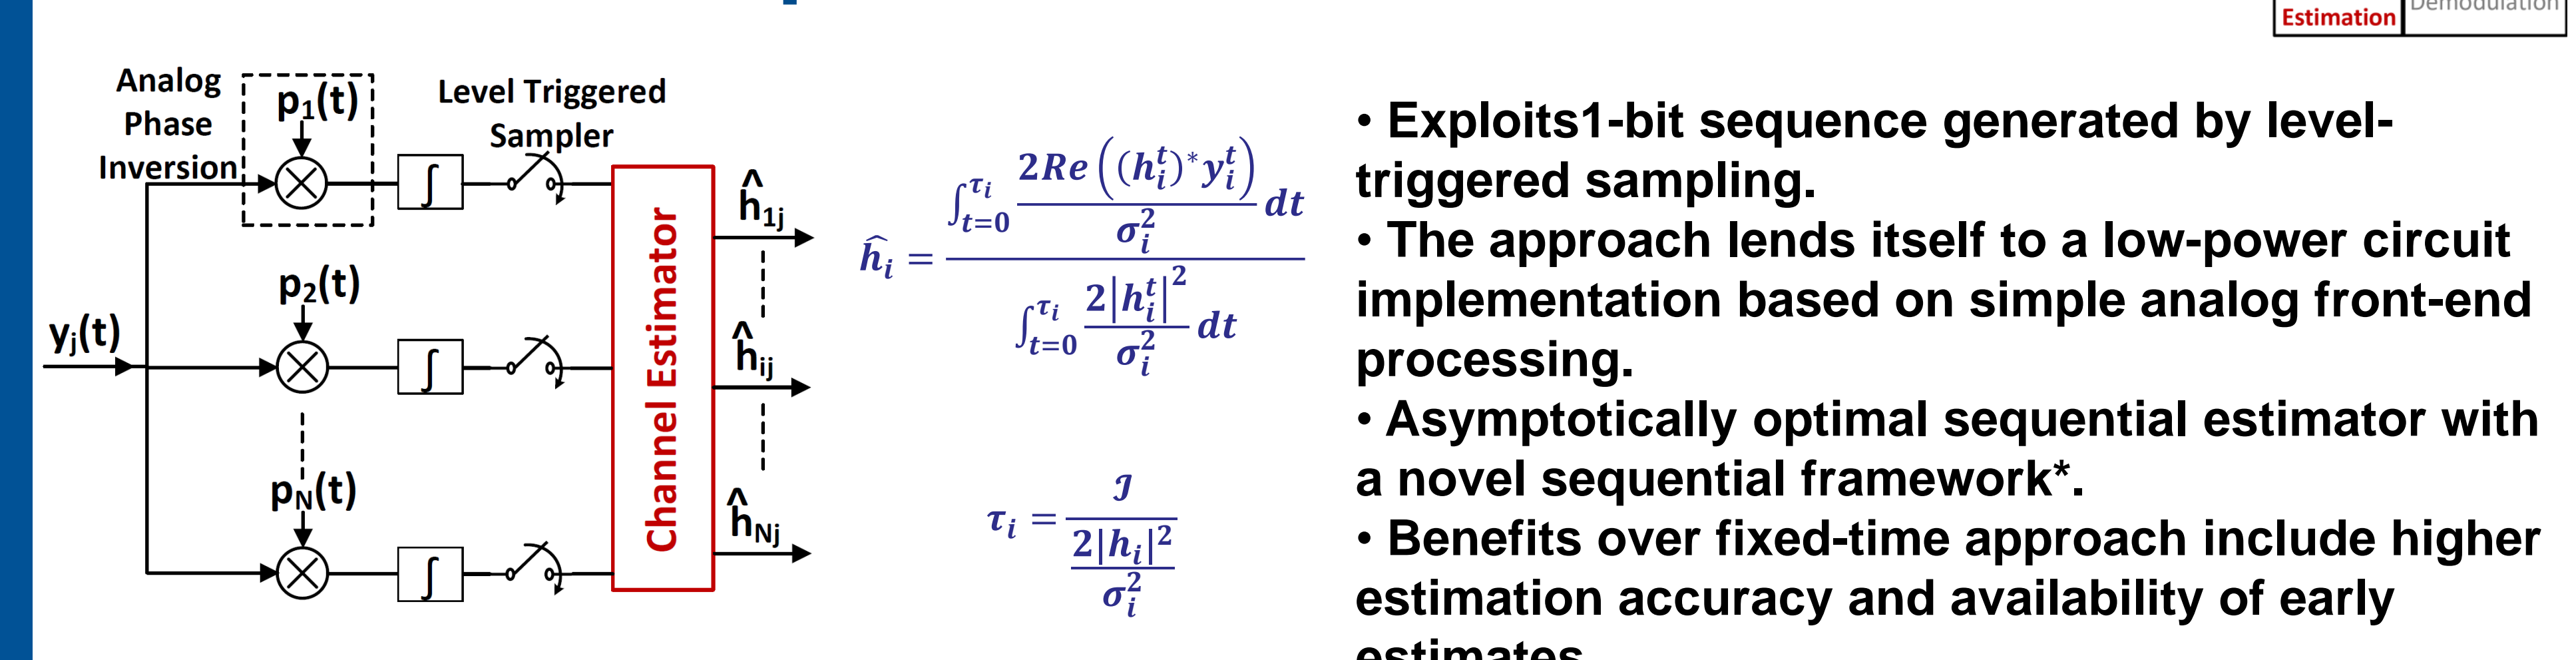 Estimation
Demodulation
Analog
Phase
Inversion
p₁(t)
Level Triggered
Sampler
p₂(t)
yⱼ(t)
p_N(t)
∫
∫
∫
Channel Estimator
ĥ₁ⱼ
ĥᵢⱼ
ĥ_Nj
ĥᵢ = ∫_{t=0}^{τᵢ} (2Re((hᵢᵗ)*yᵢᵗ) / σᵢ²) dt / ∫_{t=0}^{τᵢ} (2|hᵢᵗ|² / σᵢ²) dt
τᵢ = 𝓘 / (2|hᵢ|² / σᵢ²)
• Exploits1-bit sequence generated by level-
triggered sampling.
• The approach lends itself to a low-power circuit
implementation based on simple analog front-end
processing.
• Asymptotically optimal sequential estimator with
a novel sequential framework*.
• Benefits over fixed-time approach include higher
estimation accuracy and availability of early
estimates